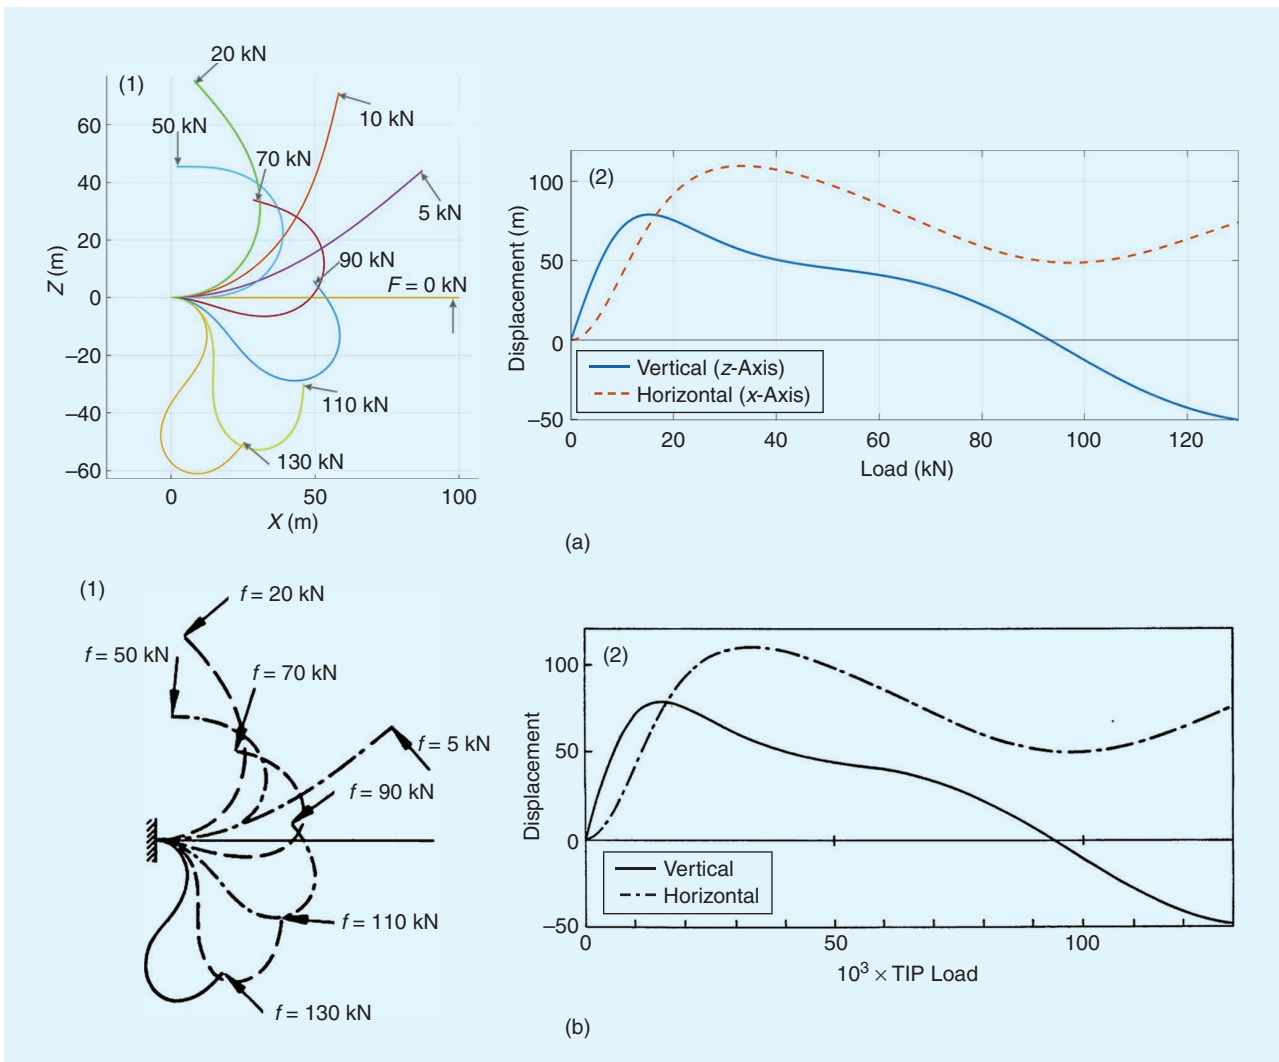 (1)
20 kN
50 kN
10 kN
70 kN
5 kN
90 kN
F = 0 kN
110 kN
130 kN
60
40
20
0
–20
–40
–60
Z (m)
0
50
100
X (m)
(2)
100
50
0
–50
Displacement (m)
Vertical (z-Axis)
Horizontal (x-Axis)
0
20
40
60
80
100
120
Load (kN)
(a)
(1)
f = 20 kN
f = 50 kN
f = 70 kN
f = 5 kN
f = 90 kN
f = 110 kN
f = 130 kN
(2)
100
50
0
–50
Displacement
Vertical
Horizontal
0
50
100
10³ × TIP Load
(b)